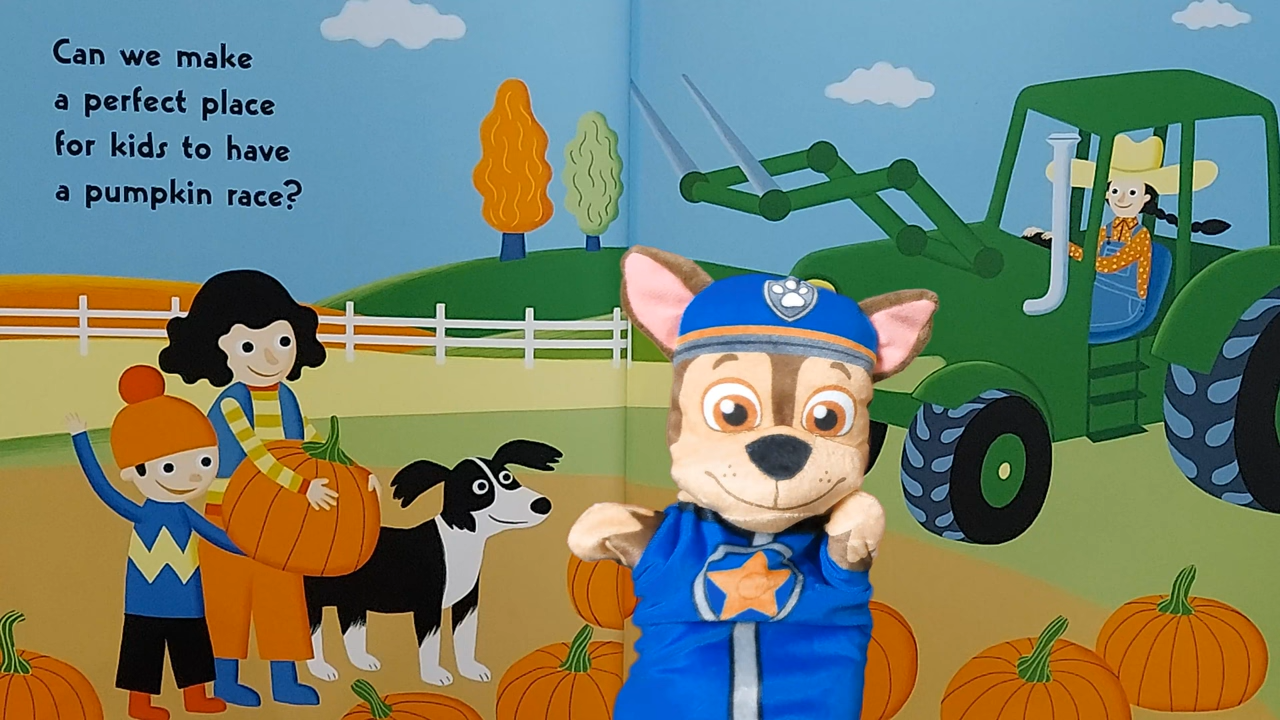 Can we make
a perfect place
for kids to have
a pumpkin race?